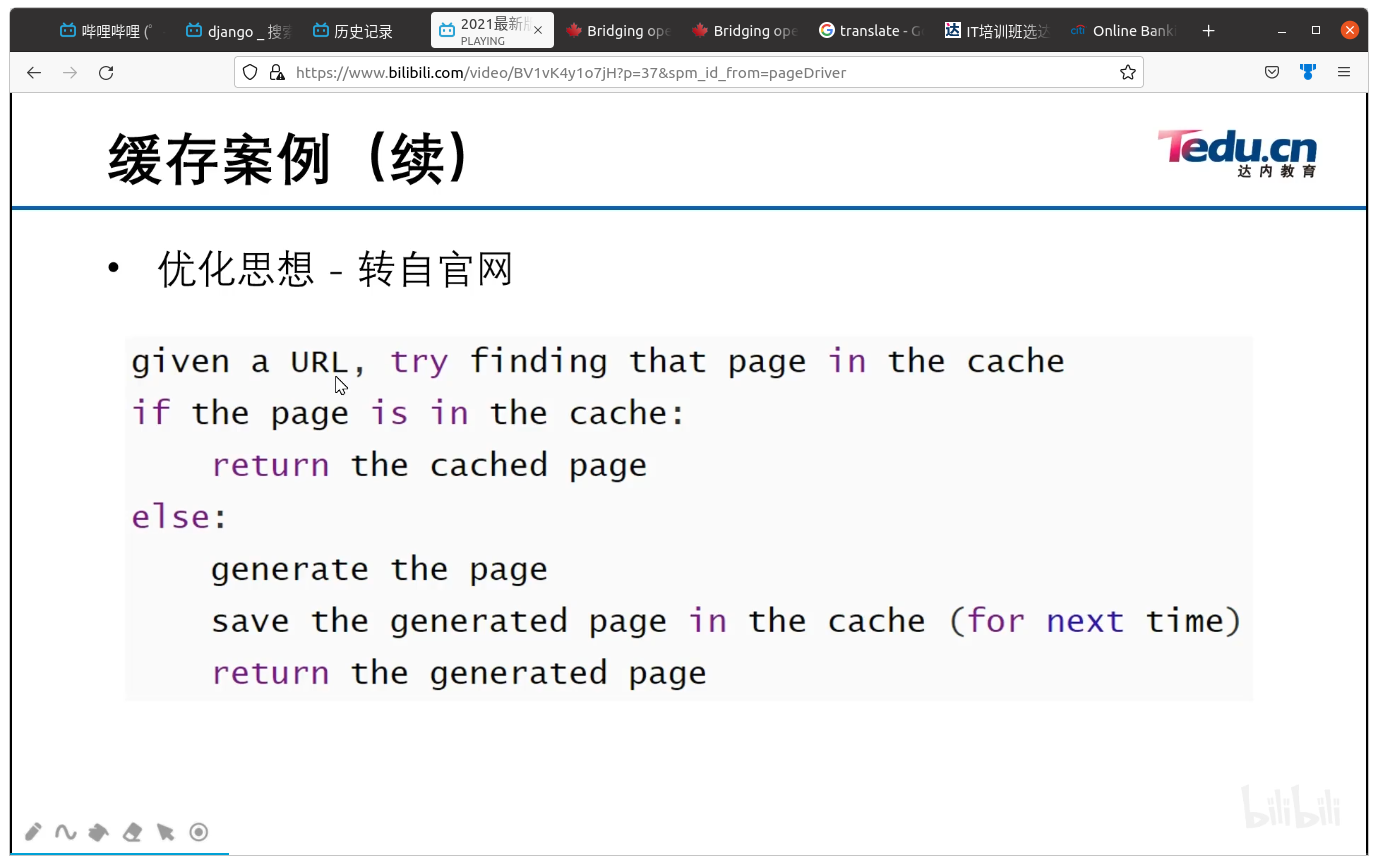 哔哩哔哩 (
django _ 搜
历史记录
2021最新
PLAYING
Bridging ope
Bridging ope
translate - G
IT培训班选达
citi Online Bank
https://www.bilibili.com/video/BV1vK4y1o7jH?p=37&spm_id_from=pageDriver
缓存案例（续）
Tedu.cn
达内教育
• 优化思想 - 转自官网
given a URL, try finding that page in the cache
if the page is in the cache:
    return the cached page
else:
    generate the page
    save the generated page in the cache (for next time)
    return the generated page
bilibili